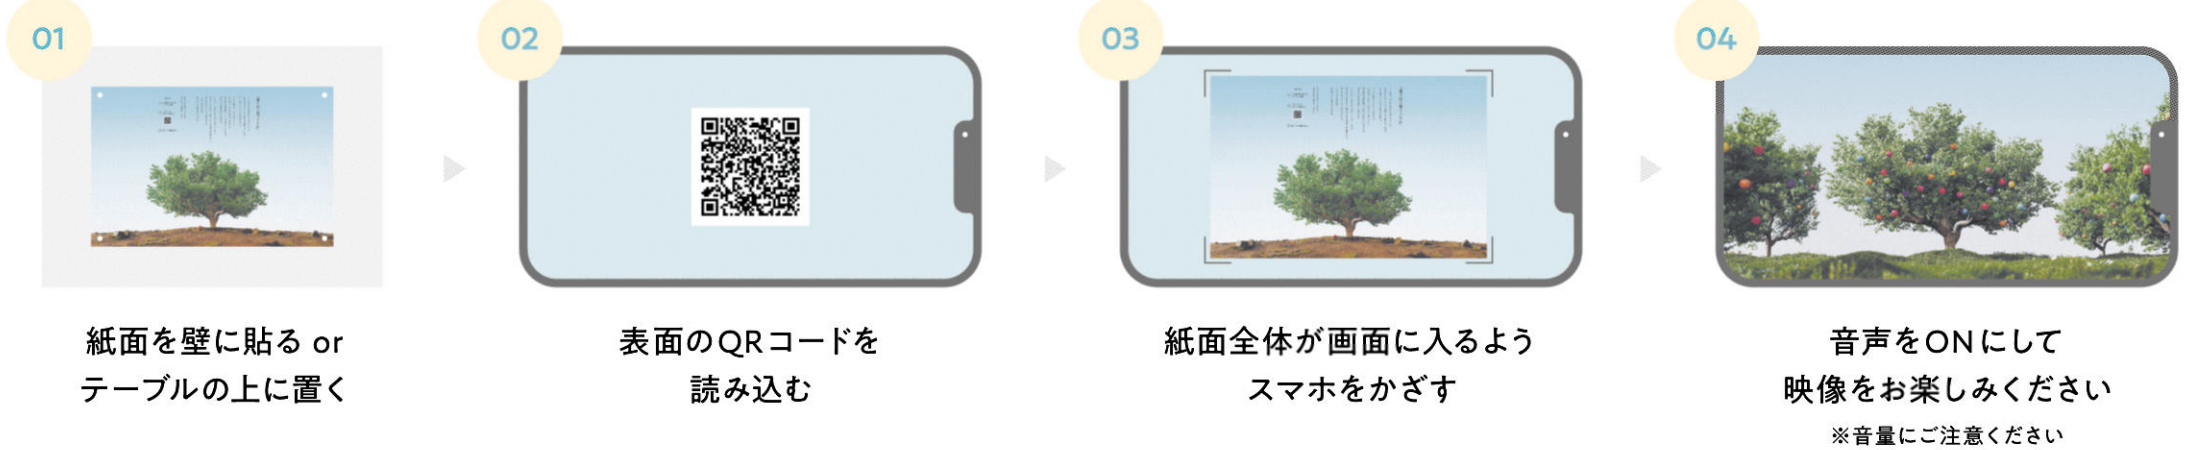 01
紙面を壁に貼る or
テーブルの上に置く
02
表面のQRコードを
読み込む
03
紙面全体が画面に入るよう
スマホをかざす
04
音声をONにして
映像をお楽しみください
※音量にご注意ください